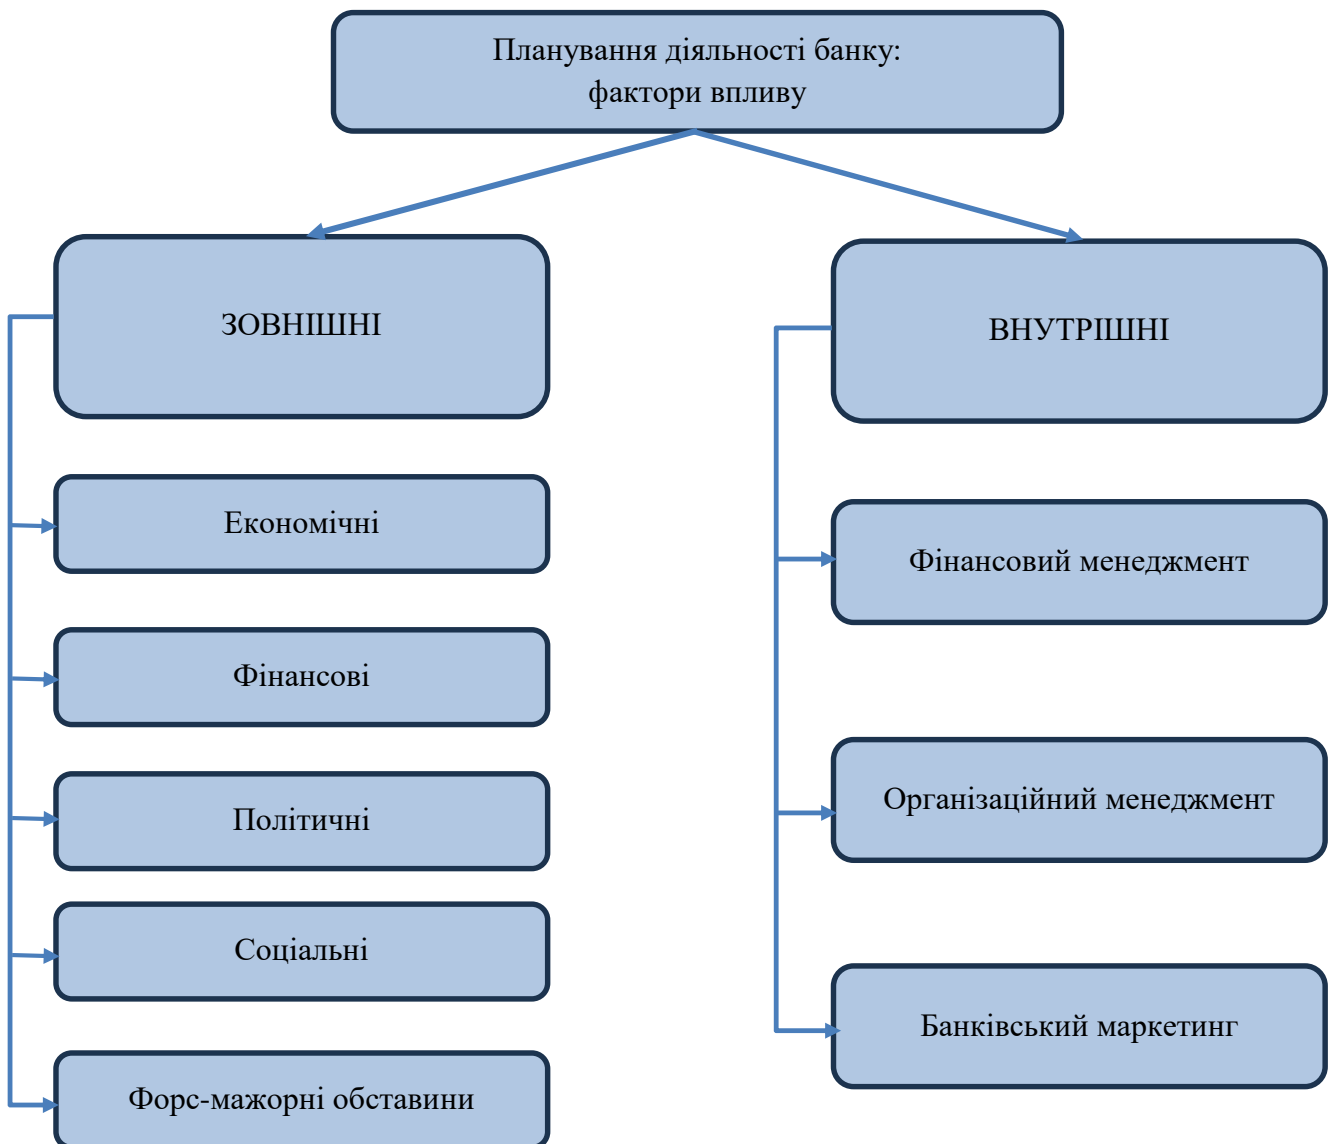 Планування діяльності банку:
фактори впливу
ЗОВНІШНІ
Економічні
Фінансові
Політичні
Соціальні
Форс-мажорні обставини
ВНУТРІШНІ
Фінансовий менеджмент
Організаційний менеджмент
Банківський маркетинг